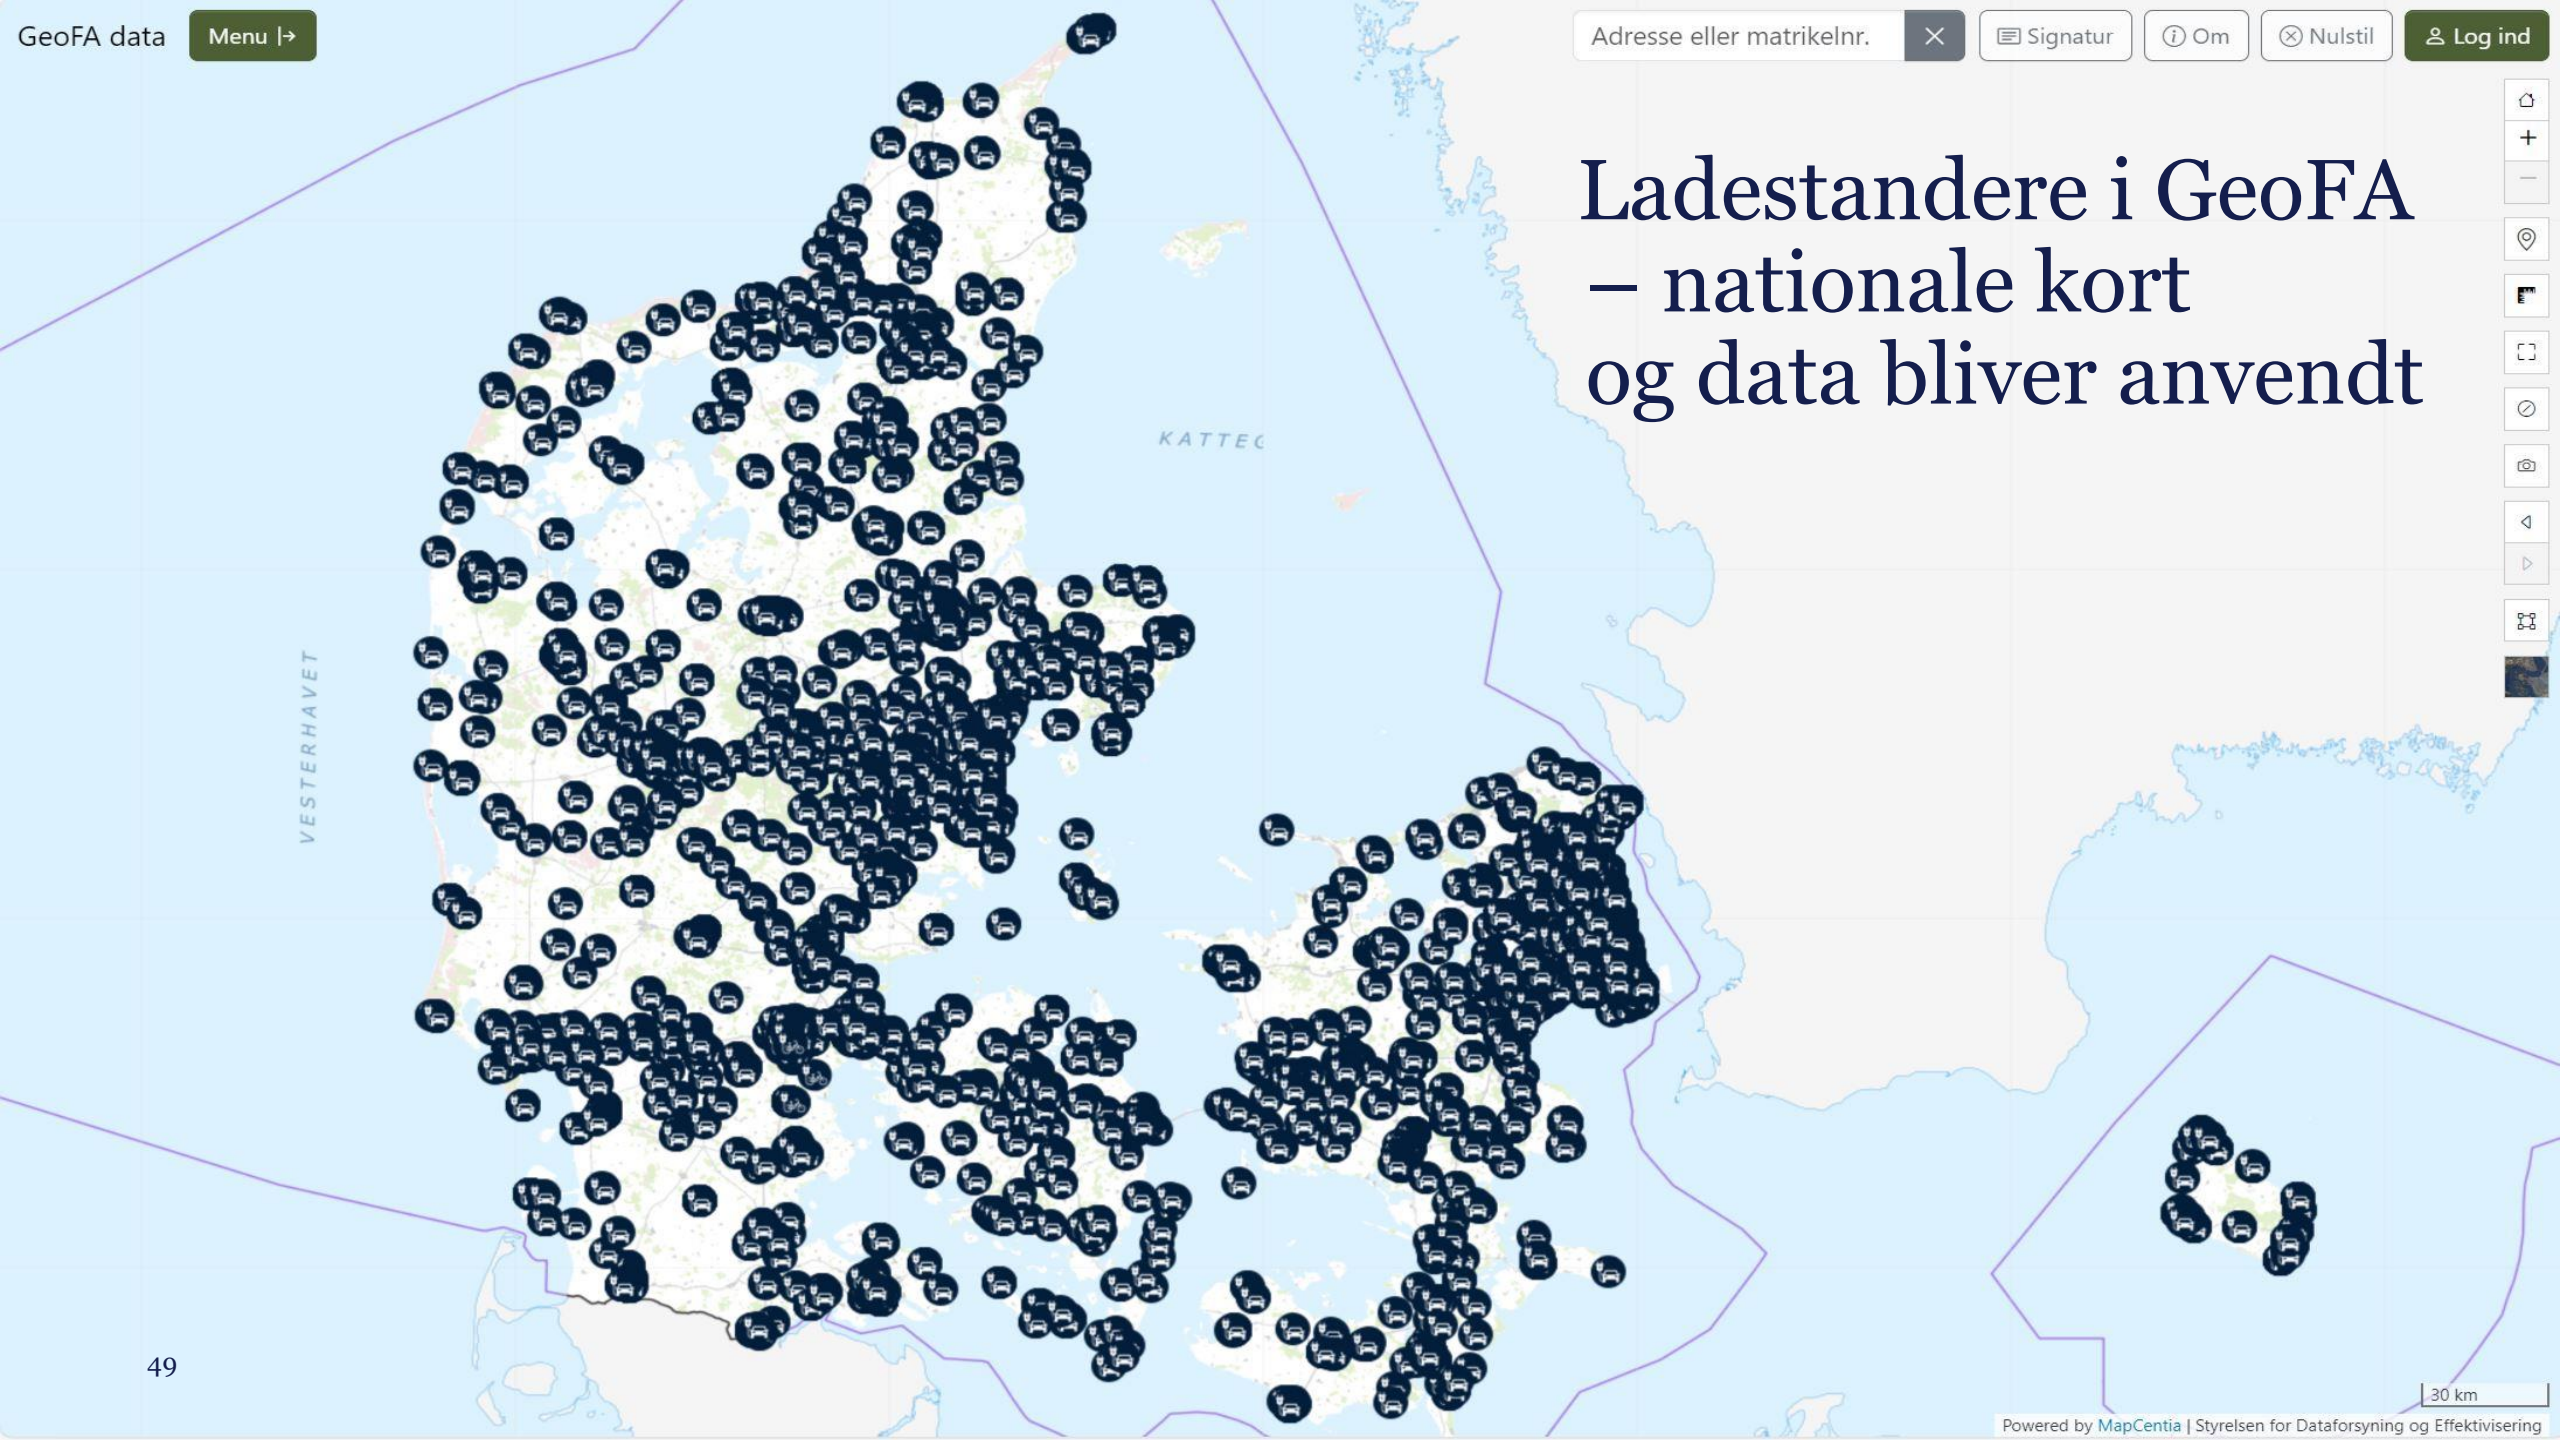 GeoFA data
Menu
Adresse eller matrikelnr.
Signatur
Om
Nulstil
Log ind
Ladestandere i GeoFA
– nationale kort
og data bliver anvendt
KATTEG
VESTERHAVET
49
30 km
Powered by MapCentia | Styrelsen for Dataforsyning og Effektivisering